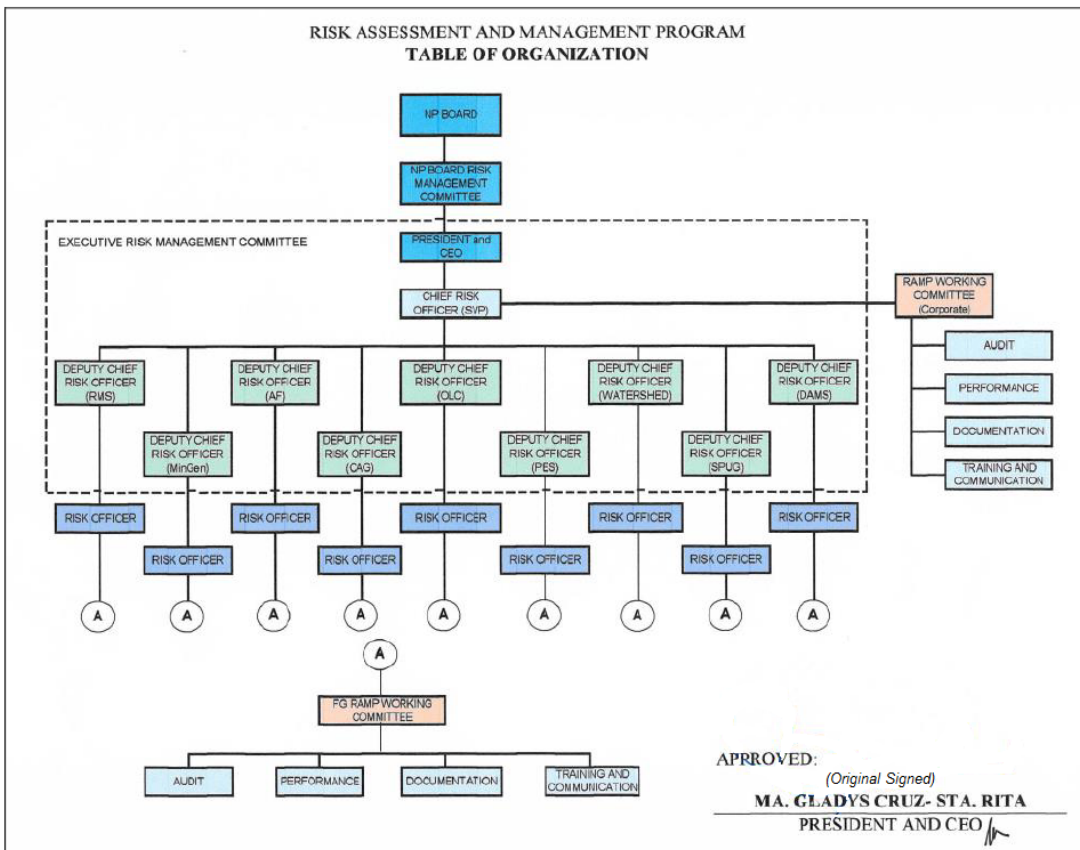 RISK ASSESSMENT AND MANAGEMENT PROGRAM
TABLE OF ORGANIZATION
NP BOARD
NP BOARD RISK
MANAGEMENT
COMMITTEE
EXECUTIVE RISK MANAGEMENT COMMITTEE
PRESIDENT and
CEO
CHIEF RISK
OFFICER (SVP)
RAMP WORKING
COMMITTEE
(Corporate)
AUDIT
PERFORMANCE
DOCUMENTATION
TRAINING AND
COMMUNICATION
DEPUTY CHIEF
RISK OFFICER
(RMS)
DEPUTY CHIEF
RISK OFFICER
(AF)
DEPUTY CHIEF
RISK OFFICER
(OLC)
DEPUTY CHIEF
RISK OFFICER
(WATERSHED)
DEPUTY CHIEF
RISK OFFICER
(DAMS)
DEPUTY CHIEF
RISK OFFICER
(MinGen)
DEPUTY CHIEF
RISK OFFICER
(CAG)
DEPUTY CHIEF
RISK OFFICER
(PES)
DEPUTY CHIEF
RISK OFFICER
(SPUG)
RISK OFFICER
RISK OFFICER
RISK OFFICER
RISK OFFICER
RISK OFFICER
RISK OFFICER
RISK OFFICER
RISK OFFICER
RISK OFFICER
A
A
A
A
A
A
A
A
A
A
FG RAMP WORKING
COMMITTEE
AUDIT
PERFORMANCE
DOCUMENTATION
TRAINING AND
COMMUNICATION
APPROVED:
(Original Signed)
MA. GLADYS CRUZ- STA. RITA
PRESIDENT AND CEO